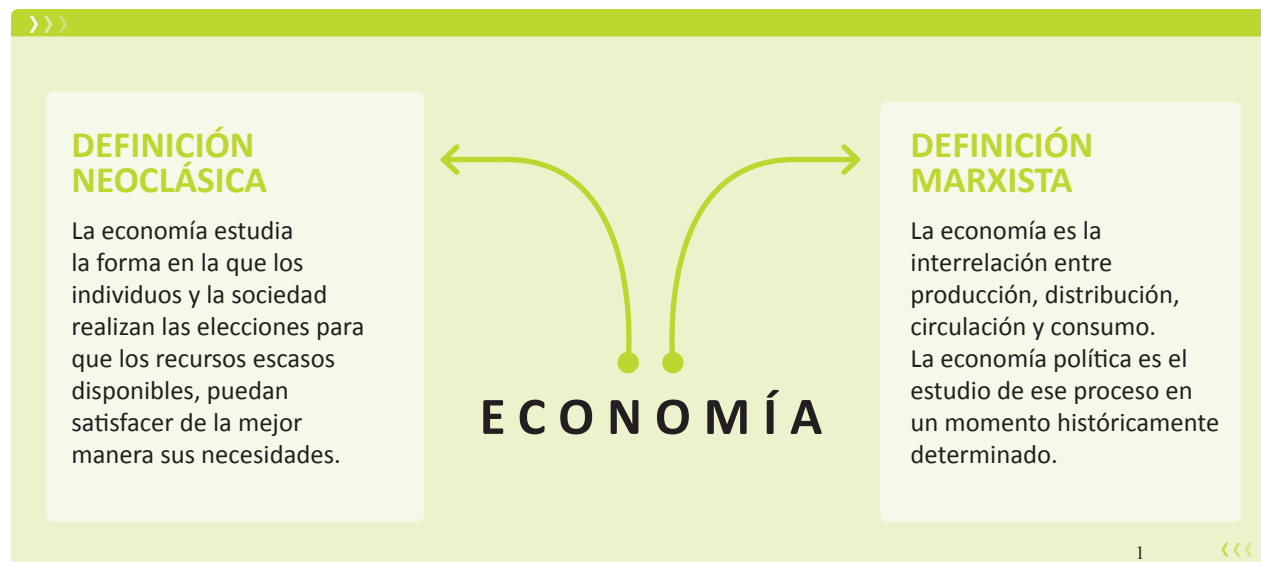 DEFINICIÓN
NEOCLÁSICA
La economía estudia
la forma en la que los
individuos y la sociedad
realizan las elecciones para
que los recursos escasos
disponibles, puedan
satisfacer de la mejor
manera sus necesidades.
ECONOMÍA
DEFINICIÓN
MARXISTA
La economía es la
interrelación entre
producción, distribución,
circulación y consumo.
La economía política es el
estudio de ese proceso en
un momento históricamente
determinado.
1